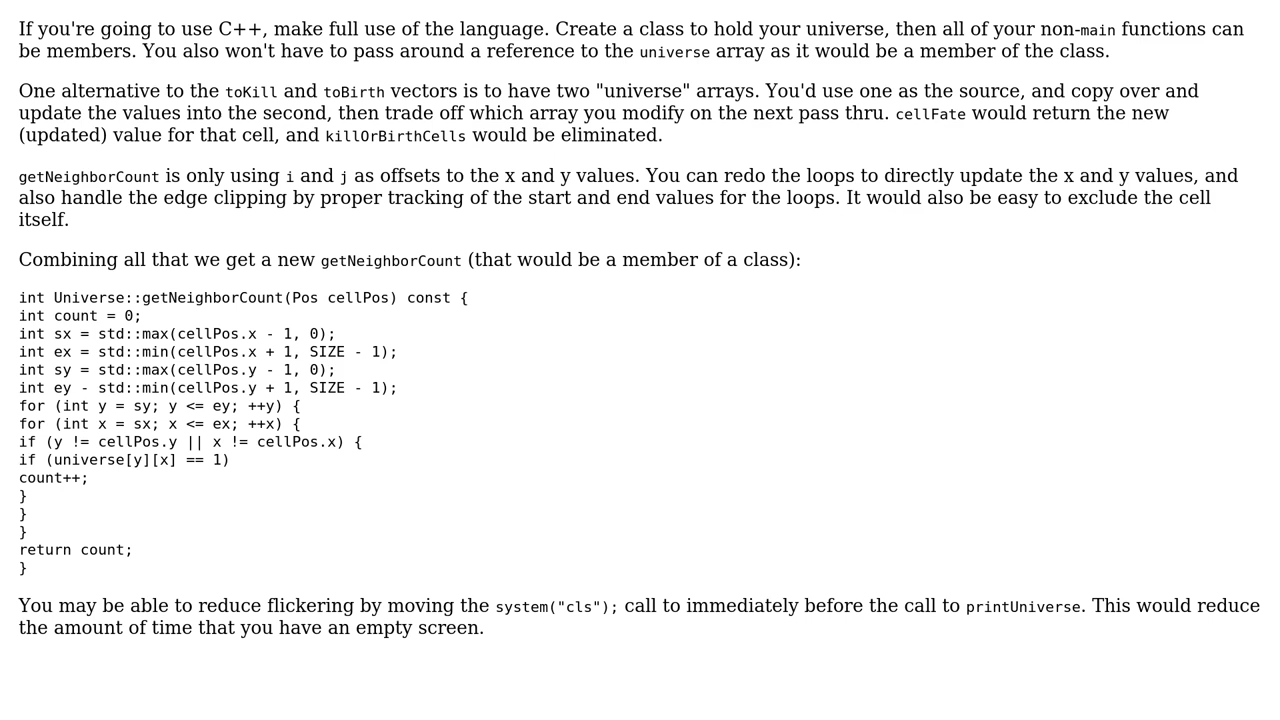 If you're going to use C++, make full use of the language. Create a class to hold your universe, then all of your non-main functions can
be members. You also won't have to pass around a reference to the universe array as it would be a member of the class.
One alternative to the toKill and toBirth vectors is to have two "universe" arrays. You'd use one as the source, and copy over and
update the values into the second, then trade off which array you modify on the next pass thru. cellFate would return the new
(updated) value for that cell, and killOrBirthCells would be eliminated.
getNeighborCount is only using i and j as offsets to the x and y values. You can redo the loops to directly update the x and y values, and
also handle the edge clipping by proper tracking of the start and end values for the loops. It would also be easy to exclude the cell
itself.
Combining all that we get a new getNeighborCount (that would be a member of a class):
int Universe::getNeighborCount(Pos cellPos) const {
int count = 0;
int sx = std::max(cellPos.x - 1, 0);
int ex = std::min(cellPos.x + 1, SIZE - 1);
int sy = std::max(cellPos.y - 1, 0);
int ey - std::min(cellPos.y + 1, SIZE - 1);
for (int y = sy; y <= ey; ++y) {
for (int x = sx; x <= ex; ++x) {
if (y != cellPos.y || x != cellPos.x) {
if (universe[y][x] == 1)
count++;
}
}
}
return count;
}
You may be able to reduce flickering by moving the system("cls"); call to immediately before the call to printUniverse. This would reduce
the amount of time that you have an empty screen.